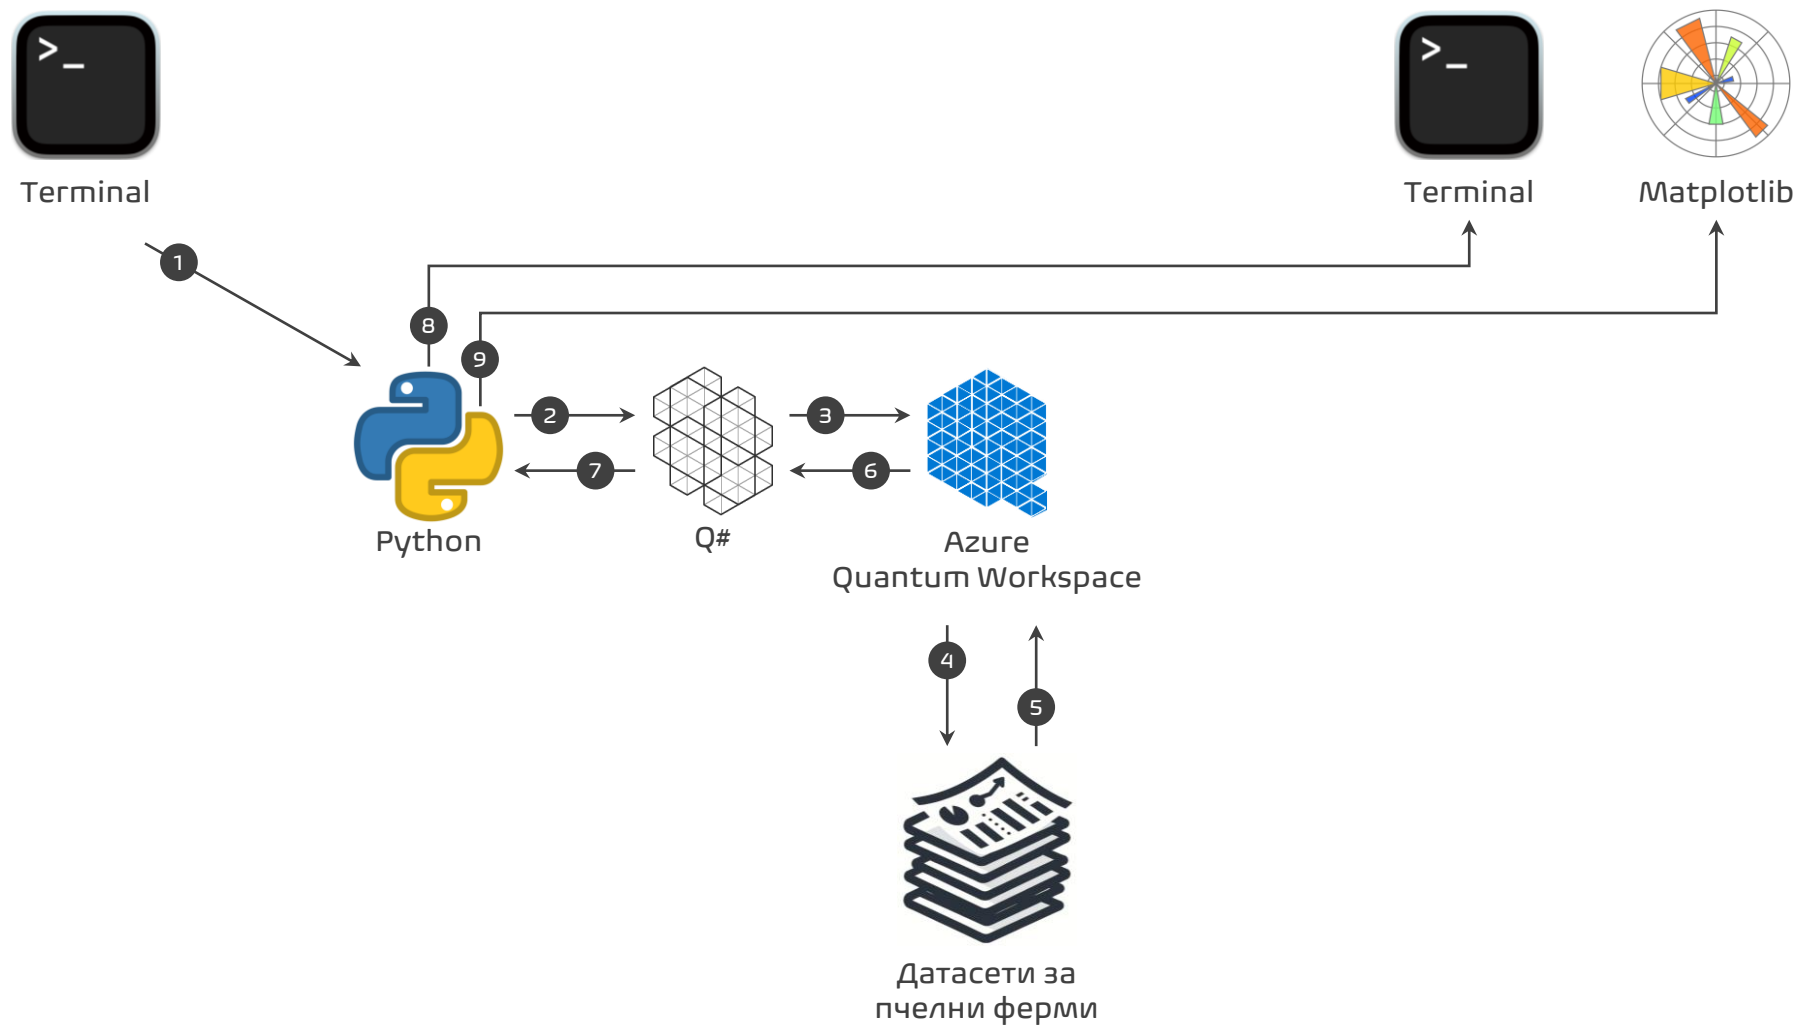 >_
>_
Terminal
Terminal
Matplotlib
1
8
9
2
3
7
6
Python
Q#
Azure
Quantum Workspace
4
5
Датасети за
пчелни ферми